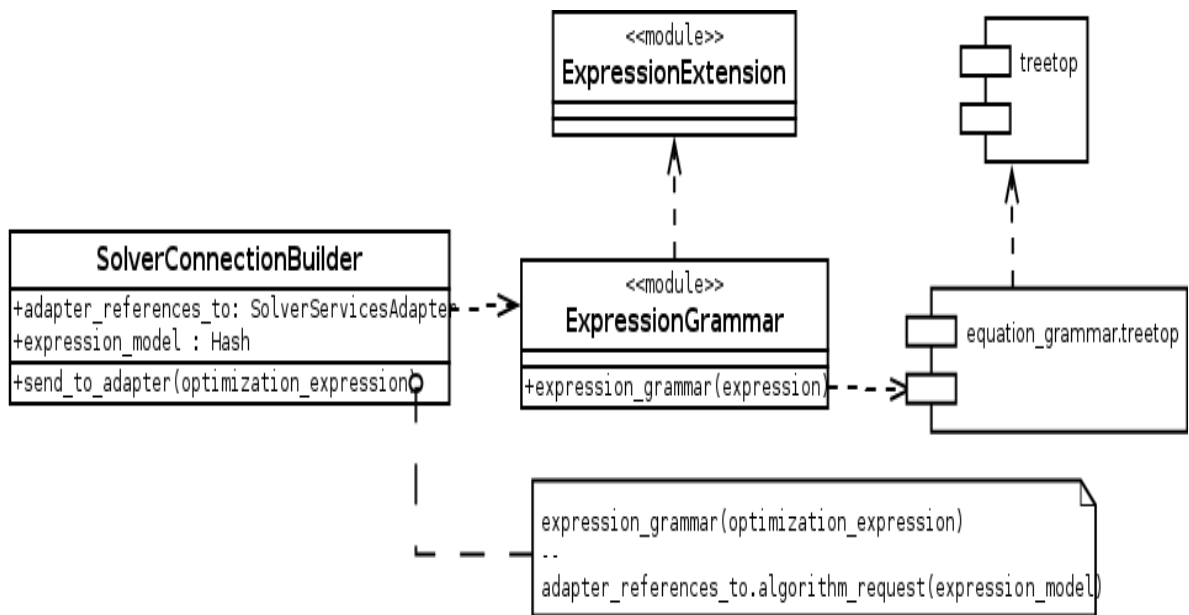 <<module>>
ExpressionExtension
treetop
SolverConnectionBuilder
+adapter_references_to: SolverServicesAdapter
+expression_model : Hash
+send_to_adapter(optimization_expression)
<<module>>
ExpressionGrammar
+expression_grammar(expression)
equation_grammar.treetop
expression_grammar(optimization_expression)
--
adapter_references_to.algorithm_request(expression_model)